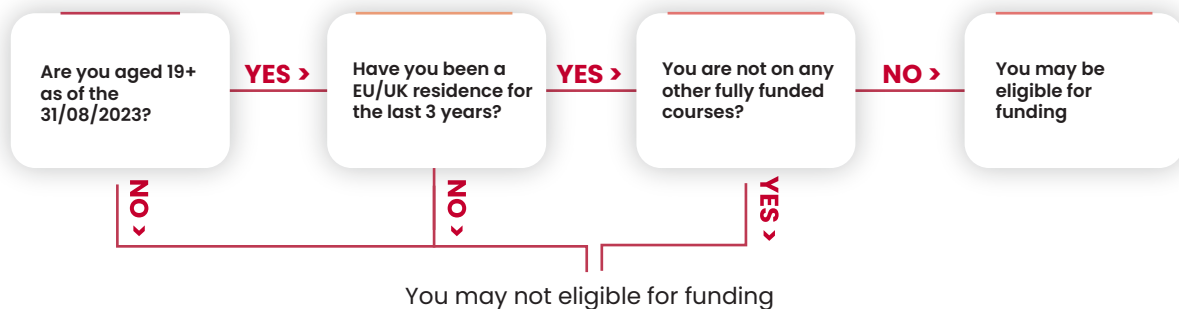 Are you aged 19+
as of the
31/08/2023?
YES >
Have you been a
EU/UK residence for
the last 3 years?
YES >
You are not on any
other fully funded
courses?
NO >
You may be
eligible for
funding
NO >
NO >
YES >
You may not eligible for funding